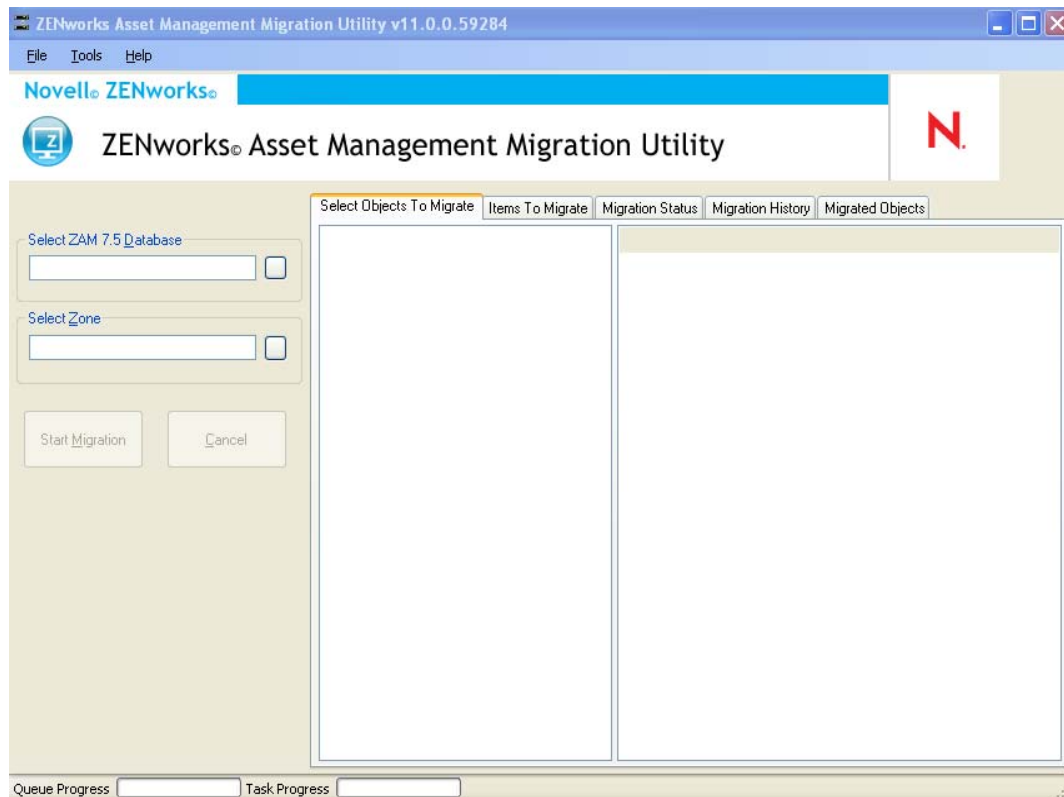 ZENworks Asset Management Migration Utility v11.0.0.59284
File Tools Help
Novell© ZENworks©
Z
ZENworks© Asset Management Migration Utility
N.
Select Objects To Migrate Items To Migrate Migration Status Migration History Migrated Objects
Select ZAM 7.5 Database
Select Zone
Start Migration Cancel
Queue Progress Task Progress